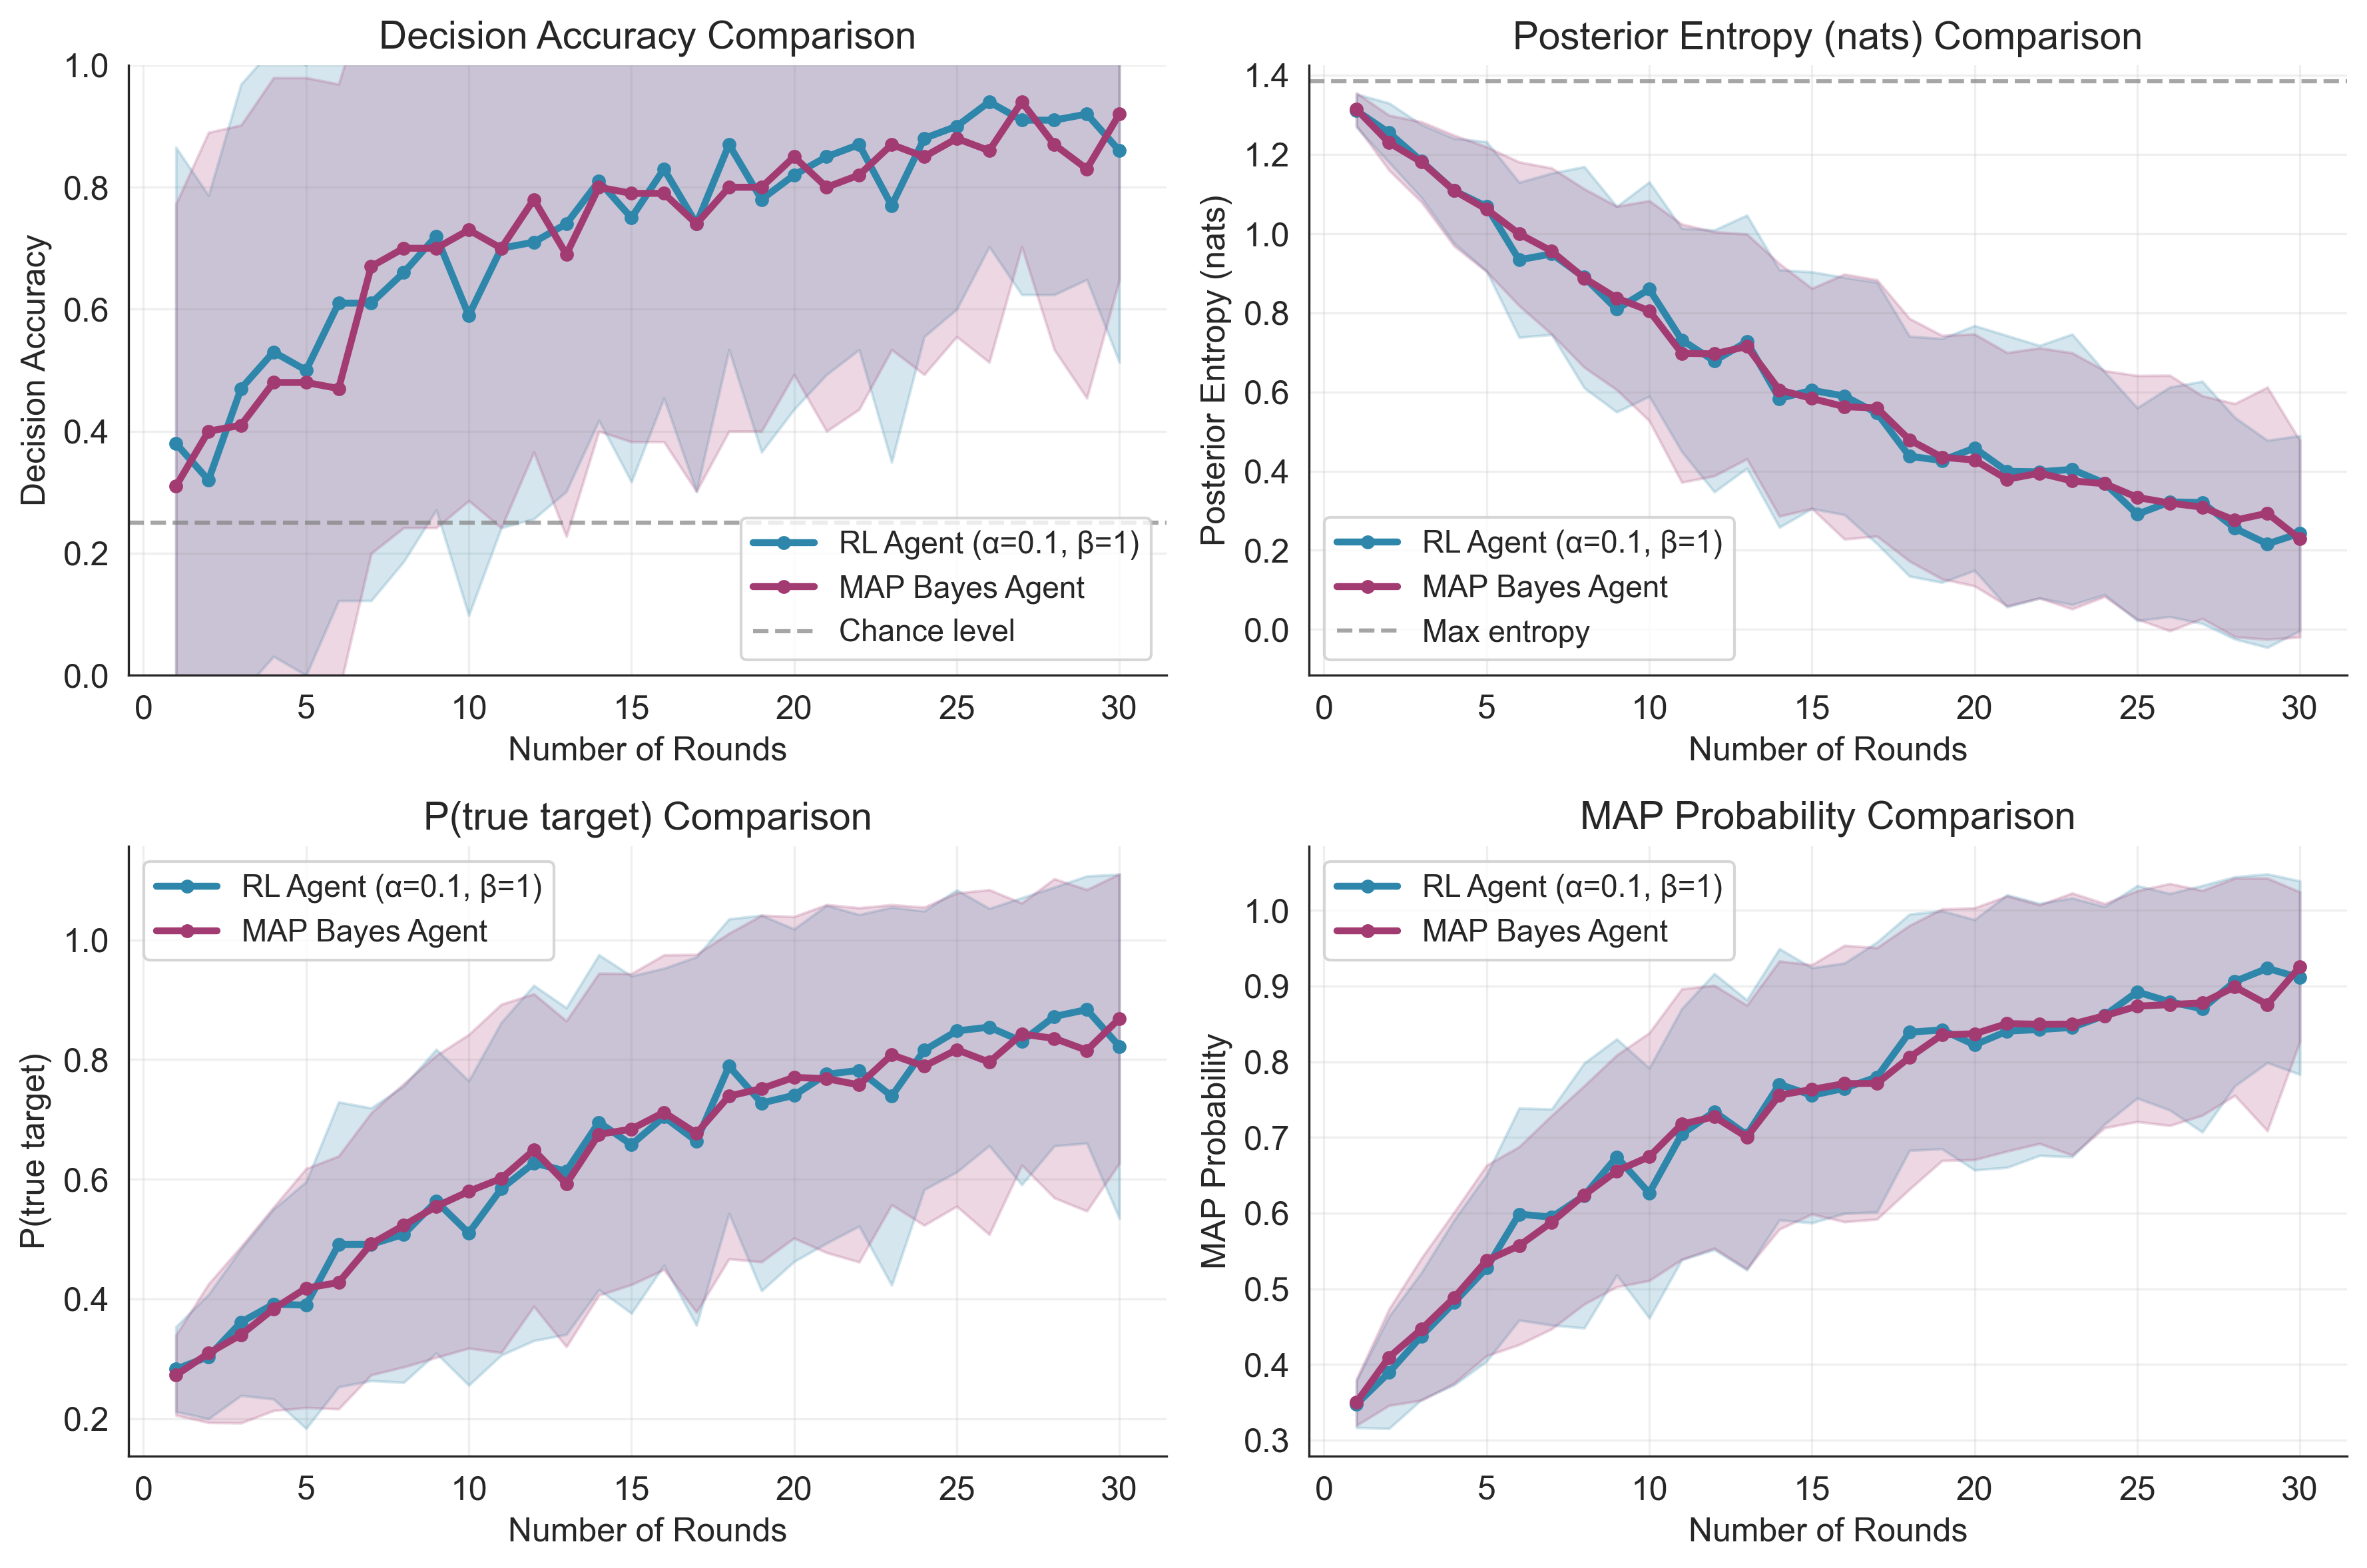 Decision Accuracy Comparison
Decision Accuracy
1.0
0.8
0.6
0.4
0.2
0.0
RL Agent (α=0.1, β=1)
MAP Bayes Agent
Chance level
0 5 10 15 20 25 30
Number of Rounds
Posterior Entropy (nats) Comparison
Posterior Entropy (nats)
1.4
1.2
1.0
0.8
0.6
0.4
0.2
0.0
RL Agent (α=0.1, β=1)
MAP Bayes Agent
Max entropy
0 5 10 15 20 25 30
Number of Rounds
P(true target) Comparison
P(true target)
RL Agent (α=0.1, β=1)
MAP Bayes Agent
1.0
0.8
0.6
0.4
0.2
0 5 10 15 20 25 30
Number of Rounds
MAP Probability Comparison
MAP Probability
RL Agent (α=0.1, β=1)
MAP Bayes Agent
1.0
0.9
0.8
0.7
0.6
0.5
0.4
0.3
0 5 10 15 20 25 30
Number of Rounds